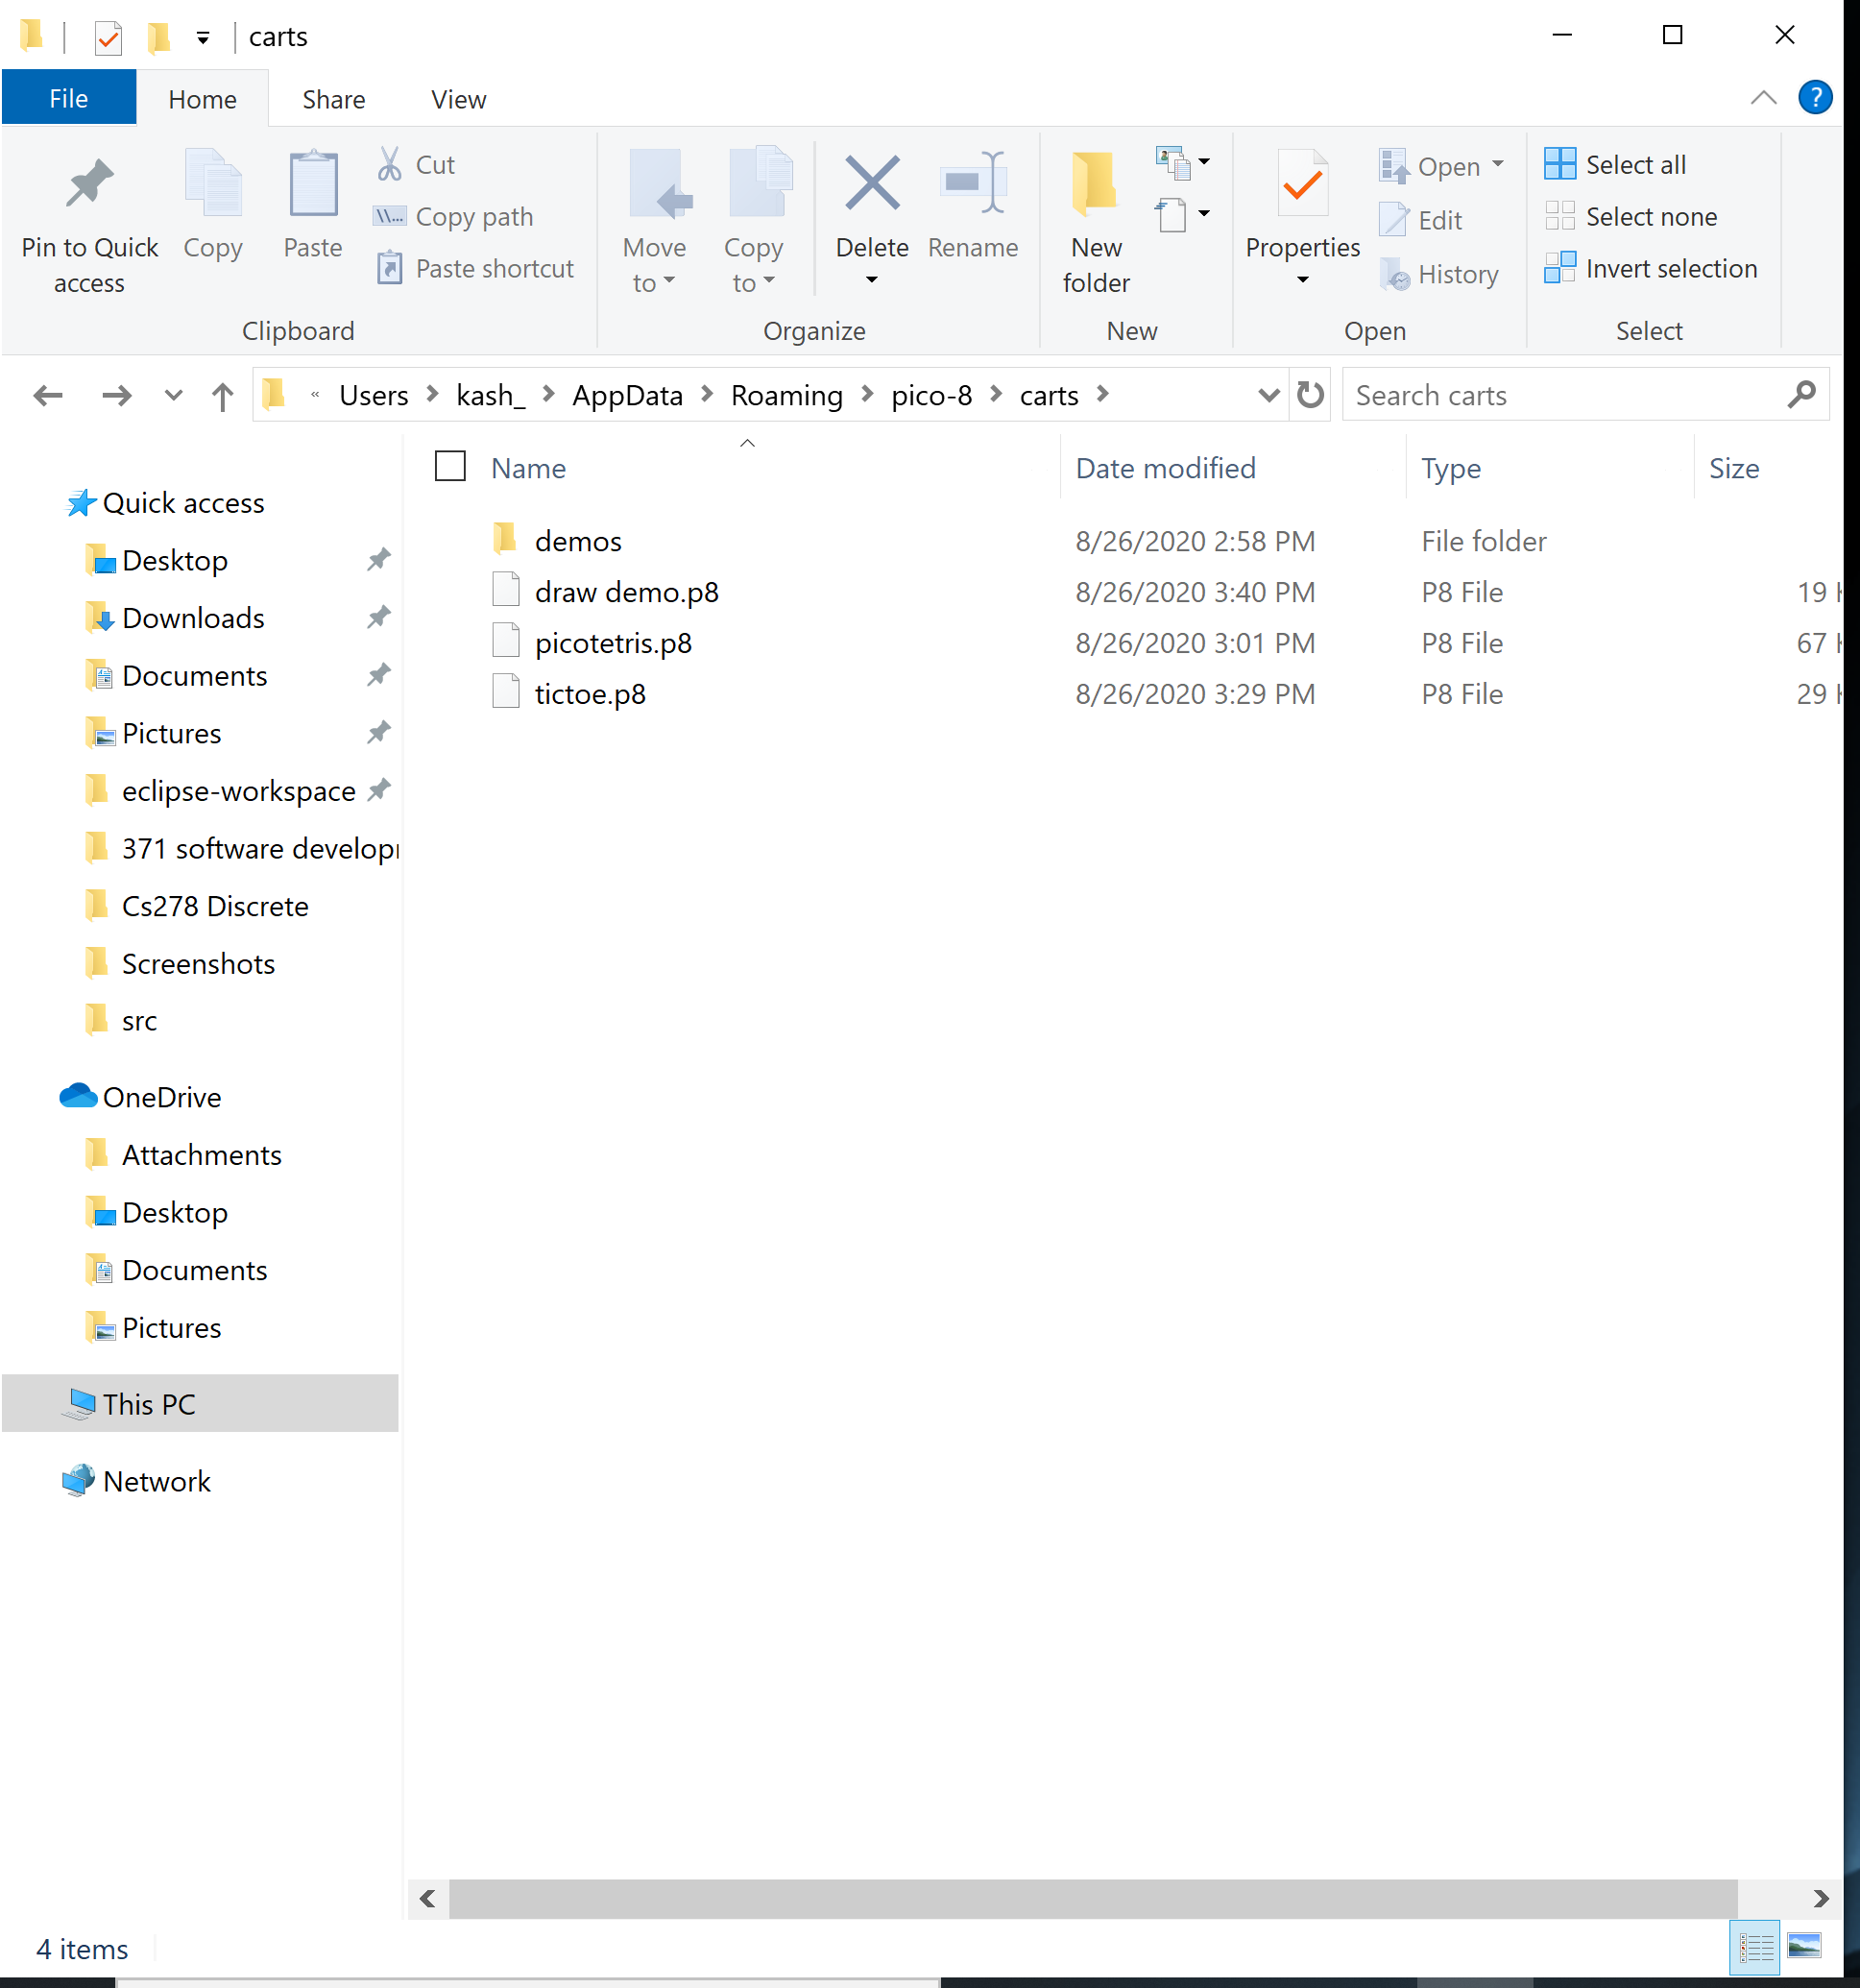 carts
File Home Share View
?
Pin to Quick access
Copy
Paste
Cut
Copy path
Paste shortcut
Clipboard
Move to
Copy to
Delete
Rename
Organize
New folder
New
Properties
Open
Edit
History
Open
Select all
Select none
Invert selection
Select
« Users > kash_ > AppData > Roaming > pico-8 > carts >
Search carts
Name Date modified Type Size
demos 8/26/2020 2:58 PM File folder
draw demo.p8 8/26/2020 3:40 PM P8 File 19
picotetris.p8 8/26/2020 3:01 PM P8 File 67
tictoe.p8 8/26/2020 3:29 PM P8 File 29
Quick access
Desktop
Downloads
Documents
Pictures
eclipse-workspace
371 software
Cs278 Discrete
Screenshots
src
OneDrive
Attachments
Desktop
Documents
Pictures
This PC
Network
4 items